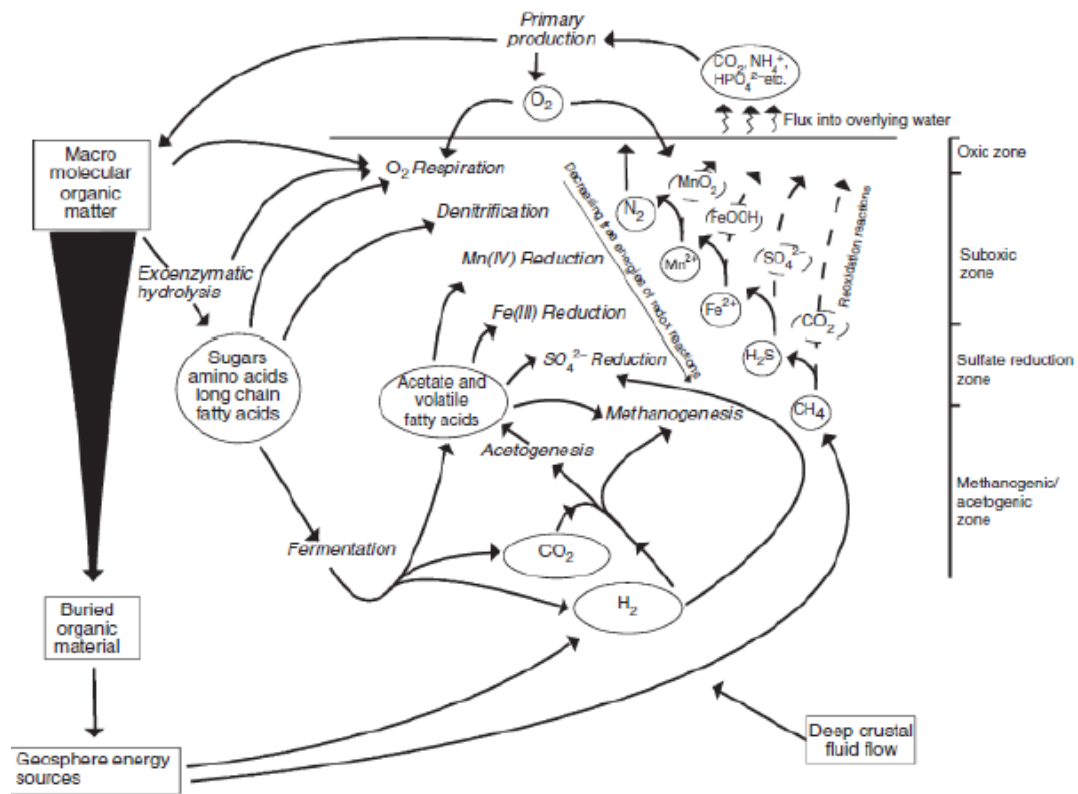 Primary
production
CO₂, NH₄⁺,
HPO₄²⁻etc.
O₂
Flux into overlying water
Macro
molecular
organic
matter
O₂ Respiration
Oxic zone
Denitrification
Mn(IV) Reduction
Fe(III) Reduction
SO₄²⁻ Reduction
Methanogenesis
Decreasing free energies of redox reactions
N₂
MnO₂
Mn²⁺
FeOOH
Fe²⁺
SO₄²⁻
H₂S
CO₂
CH₄
Reoxidation reactions
Suboxic
zone
Sulfate reduction
zone
Methanogenic/
acetogenic
zone
Exoenzymatic
hydrolysis
Sugars
amino acids
long chain
fatty acids
Acetate and
volatile
fatty acids
Acetogenesis
Fermentation
CO₂
H₂
Buried
organic
material
Geosphere energy
sources
Deep crustal
fluid flow